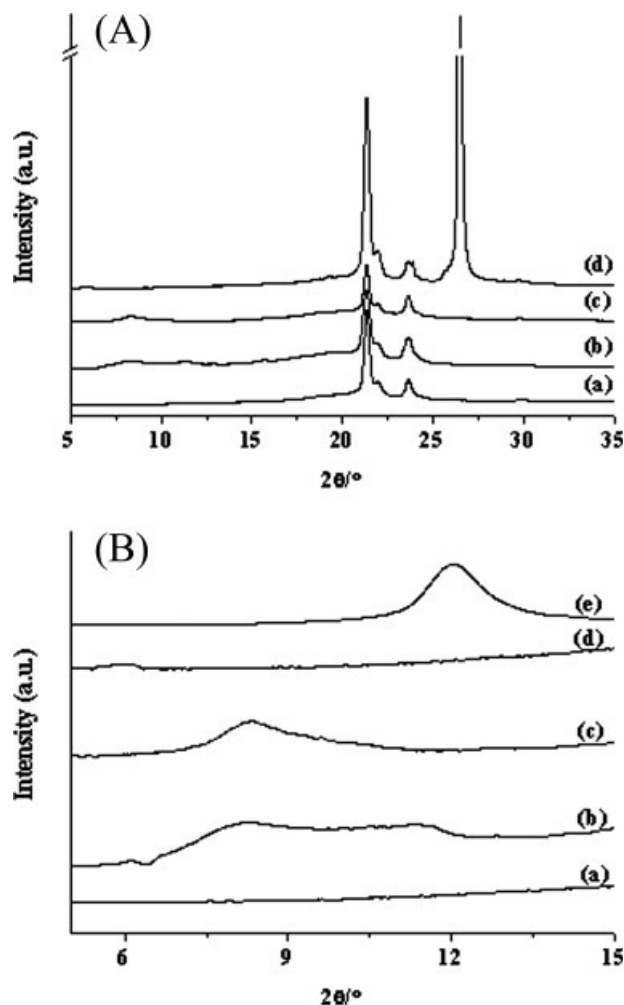 (A)
Intensity (a.u.)
(d)
(c)
(b)
(a)
5 10 15 20 25 30 35
2θ/°
(B)
Intensity (a.u.)
(e)
(d)
(c)
(b)
(a)
6 9 12 15
2θ/°